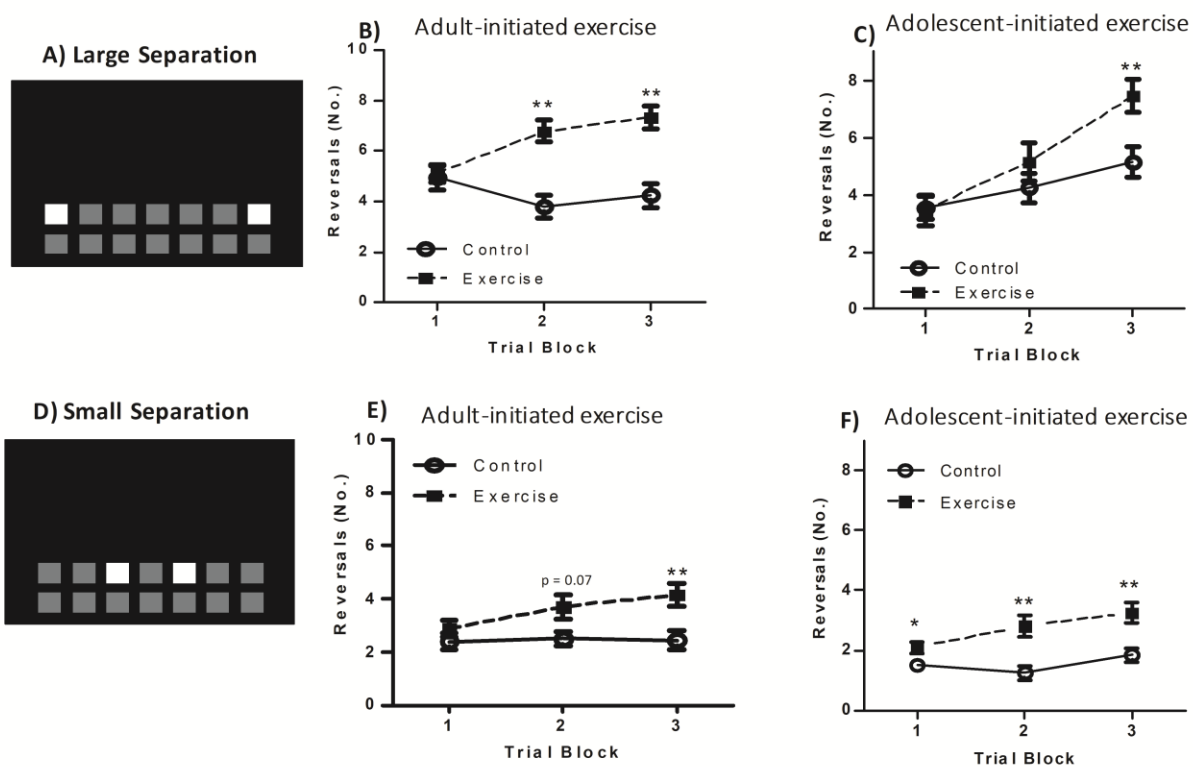 A) Large Separation
B) Adult-initiated exercise
Reversals (No.)
10
8
6
4
2
0
**
**
Control
Exercise
1
2
3
Trial Block
C) Adolescent-initiated exercise
Reversals (No.)
8
6
4
2
0
**
Control
Exercise
1
2
3
Trial Block
D) Small Separation
E) Adult-initiated exercise
Reversals (No.)
10
8
6
4
2
0
Control
Exercise
p = 0.07
**
1
2
3
Trial Block
F) Adolescent-initiated exercise
Reversals (No.)
8
6
4
2
0
Control
Exercise
*
**
**
1
2
3
Trial Block